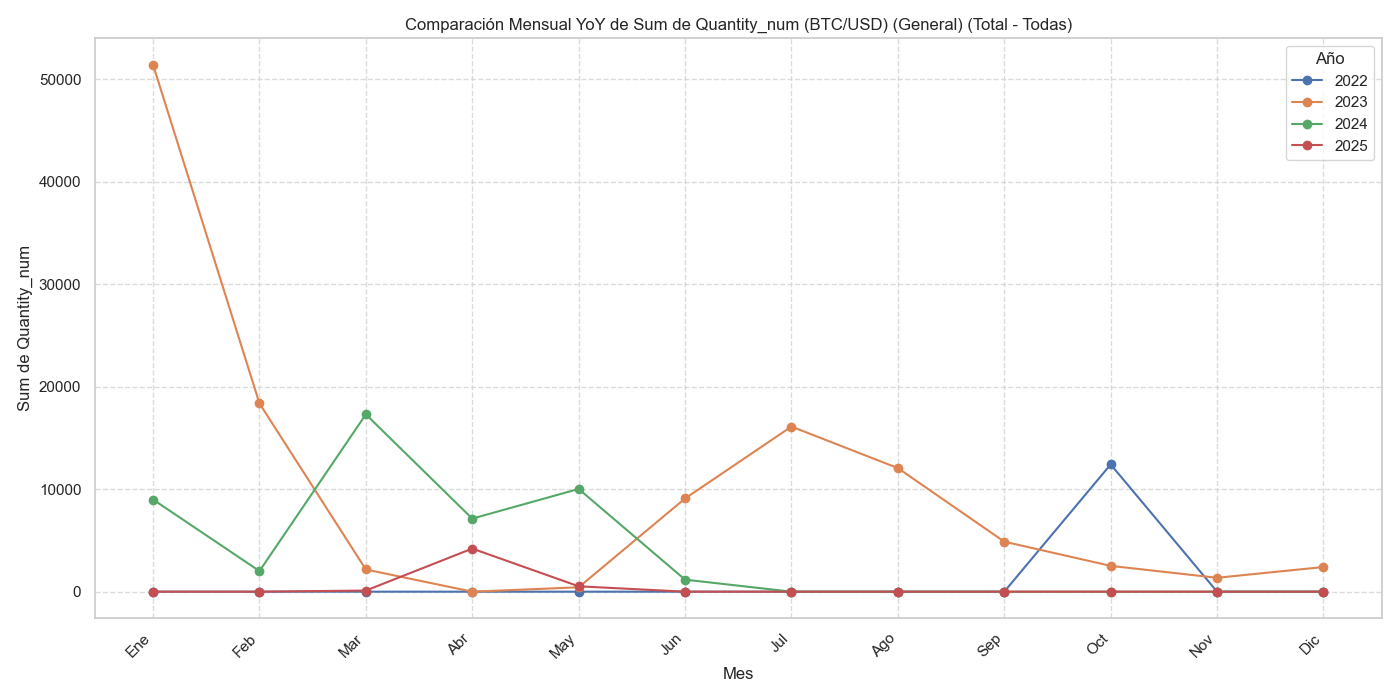 Comparación Mensual YoY de Sum de Quantity_num (BTC/USD) (General) (Total - Todas)
Año
2022
2023
2024
2025
Sum de Quantity_num
50000
40000
30000
20000
10000
0
Ene
Feb
Mar
Abr
May
Jun
Jul
Ago
Sep
Oct
Nov
Dic
Mes